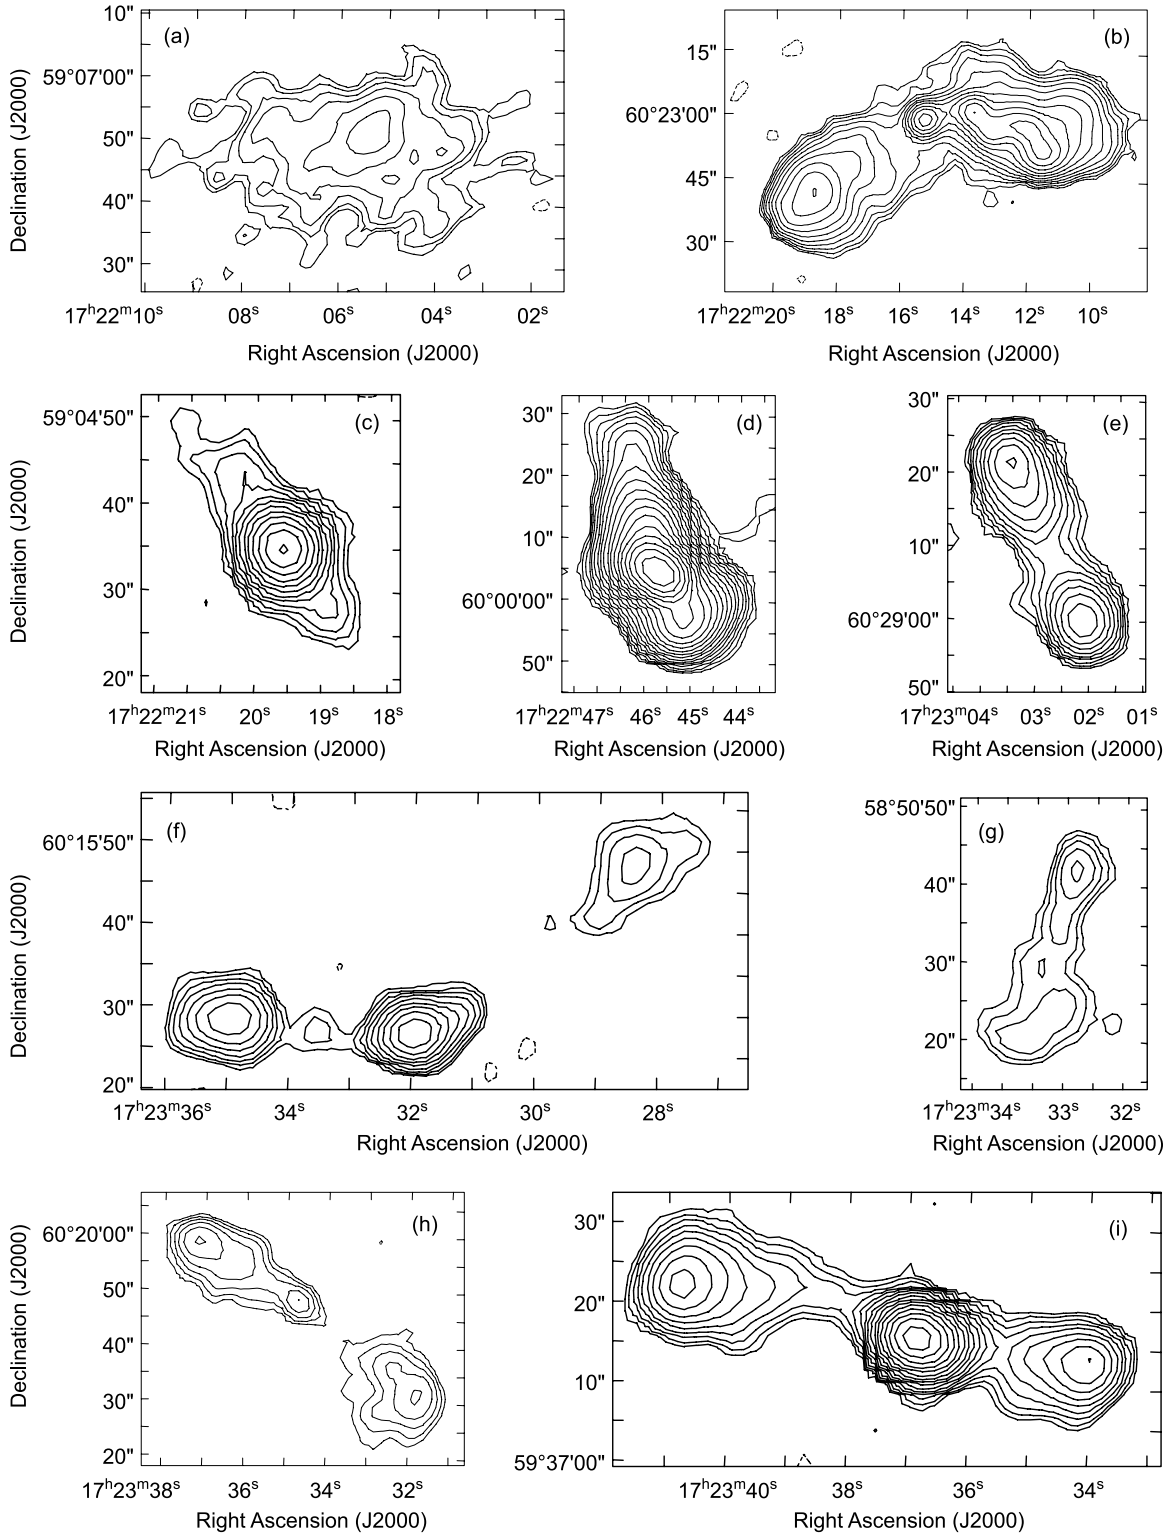 (a)
10"
59°07'00"
50"
40"
30"
Declination (J2000)
17ʰ22ᵐ10ˢ 08ˢ 06ˢ 04ˢ 02ˢ
Right Ascension (J2000)
(b)
15"
60°23'00"
45"
30"
17ʰ22ᵐ20ˢ 18ˢ 16ˢ 14ˢ 12ˢ 10ˢ
Right Ascension (J2000)
(c)
59°04'50"
40"
30"
20"
Declination (J2000)
17ʰ22ᵐ21ˢ 20ˢ 19ˢ 18ˢ
Right Ascension (J2000)
(d)
30"
20"
10"
60°00'00"
50"
17ʰ22ᵐ47ˢ 46ˢ 45ˢ 44ˢ
Right Ascension (J2000)
(e)
30"
20"
10"
60°29'00"
50"
17ʰ23ᵐ04ˢ 03ˢ 02ˢ 01ˢ
Right Ascension (J2000)
(f)
60°15'50"
40"
30"
20"
Declination (J2000)
17ʰ23ᵐ36ˢ 34ˢ 32ˢ 30ˢ 28ˢ
Right Ascension (J2000)
(g)
58°50'50"
40"
30"
20"
17ʰ23ᵐ34ˢ 33ˢ 32ˢ
Right Ascension (J2000)
(h)
60°20'00"
50"
40"
30"
20"
Declination (J2000)
17ʰ23ᵐ38ˢ 36ˢ 34ˢ 32ˢ
Right Ascension (J2000)
(i)
30"
20"
10"
59°37'00"
17ʰ23ᵐ40ˢ 38ˢ 36ˢ 34ˢ
Right Ascension (J2000)